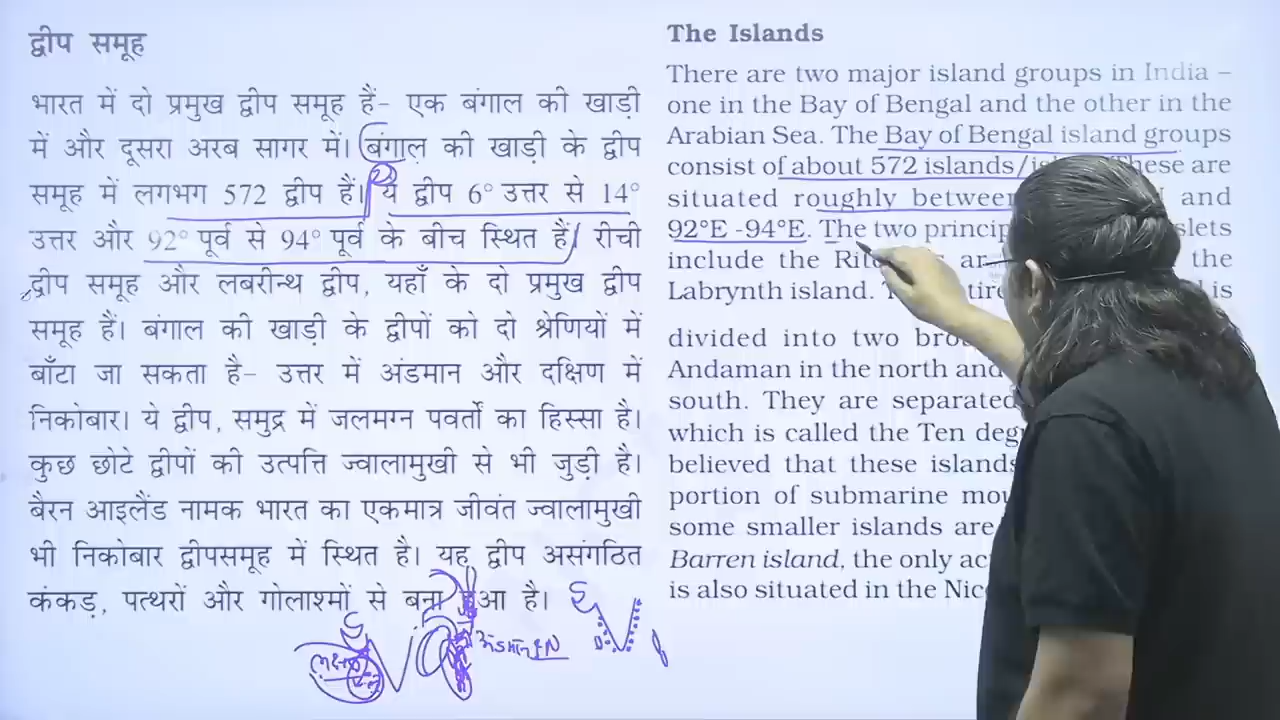 द्वीप समूह
भारत में दो प्रमुख द्वीप समूह हैं- एक बंगाल की खाड़ी
में और दूसरा अरब सागर में। बंगाल की खाड़ी के द्वीप
समूह में लगभग 572 द्वीप हैं। ये द्वीप 6° उत्तर से 14°
उत्तर और 92° पूर्व से 94° पूर्व के बीच स्थित हैं। रीची
द्वीप समूह और लबरीन्थ द्वीप, यहाँ के दो प्रमुख द्वीप
समूह हैं। बंगाल की खाड़ी के द्वीपों को दो श्रेणियों में
बाँटा जा सकता है- उत्तर में अंडमान और दक्षिण में
निकोबार। ये द्वीप, समुद्र में जलमग्न पवर्तों का हिस्सा है।
कुछ छोटे द्वीपों की उत्पत्ति ज्वालामुखी से भी जुड़ी है।
बैरन आइलैंड नामक भारत का एकमात्र जीवंत ज्वालामुखी
भी निकोबार द्वीपसमूह में स्थित है। यह द्वीप असंगठित
कंकड़, पत्थरों और गोलाश्मों से बना हुआ है।
The Islands
There are two major island groups in India –
one in the Bay of Bengal and the other in the
Arabian Sea. The Bay of Bengal island groups
consist of about 572 islands/ These are
situated roughly between and
92°E -94°E. The two slets
include the the
Labrynth island. is
divided into two
Andaman in the north and
south. They are separated
which is called the Ten
believed that these islands
portion of submarine
some smaller islands are
Barren island, the only
is also situated in the